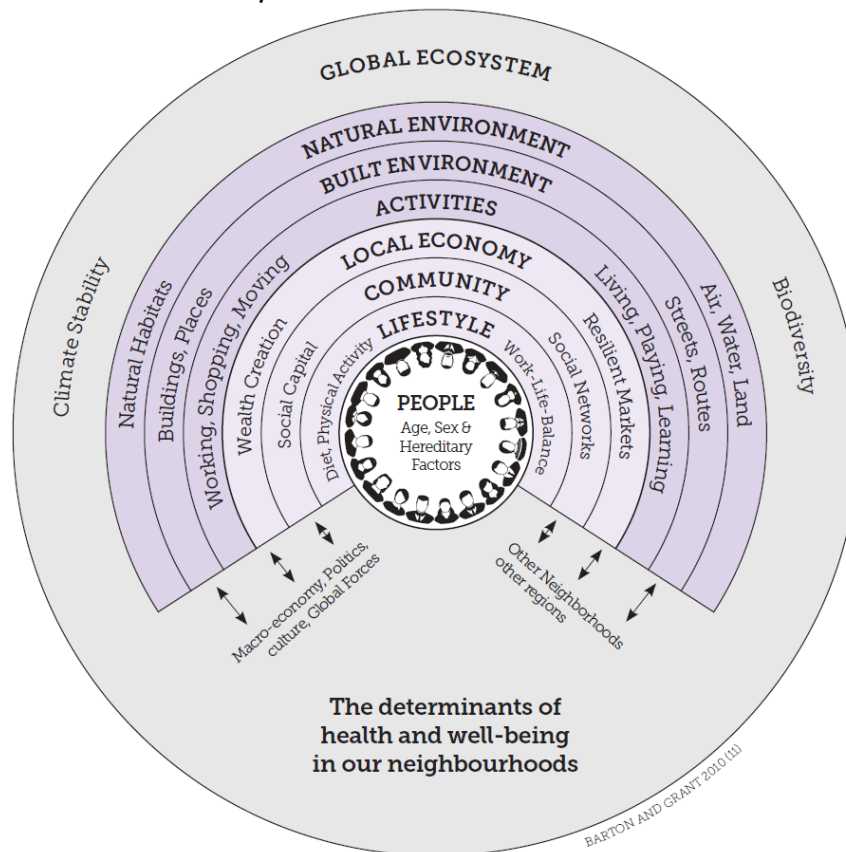 GLOBAL ECOSYSTEM
NATURAL ENVIRONMENT
BUILT ENVIRONMENT
ACTIVITIES
LOCAL ECONOMY
COMMUNITY
LIFESTYLE
Climate Stability
Natural Habitats
Buildings, Places
Working, Shopping, Moving
Wealth Creation
Social Capital
Diet, Physical Activity
PEOPLE
Age, Sex &
Hereditary
Factors
Work-Life-Balance
Social Networks
Resilient Markets
Living, Playing, Learning
Streets, Routes
Air, Water, Land
Biodiversity
Macro-economy, Politics,
culture, Global Forces
Other Neighborhoods
other regions
The determinants of
health and well-being
in our neighbourhoods
BARTON AND GRANT 2010 (11)